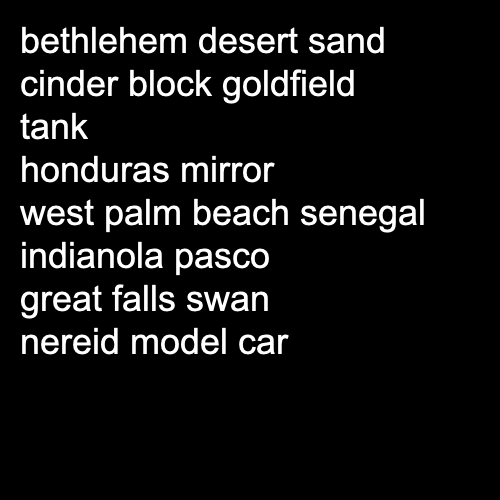 bethlehem desert sand
cinder block goldfield
tank
honduras mirror
west palm beach senegal
indianola pasco
great falls swan
nereid model car